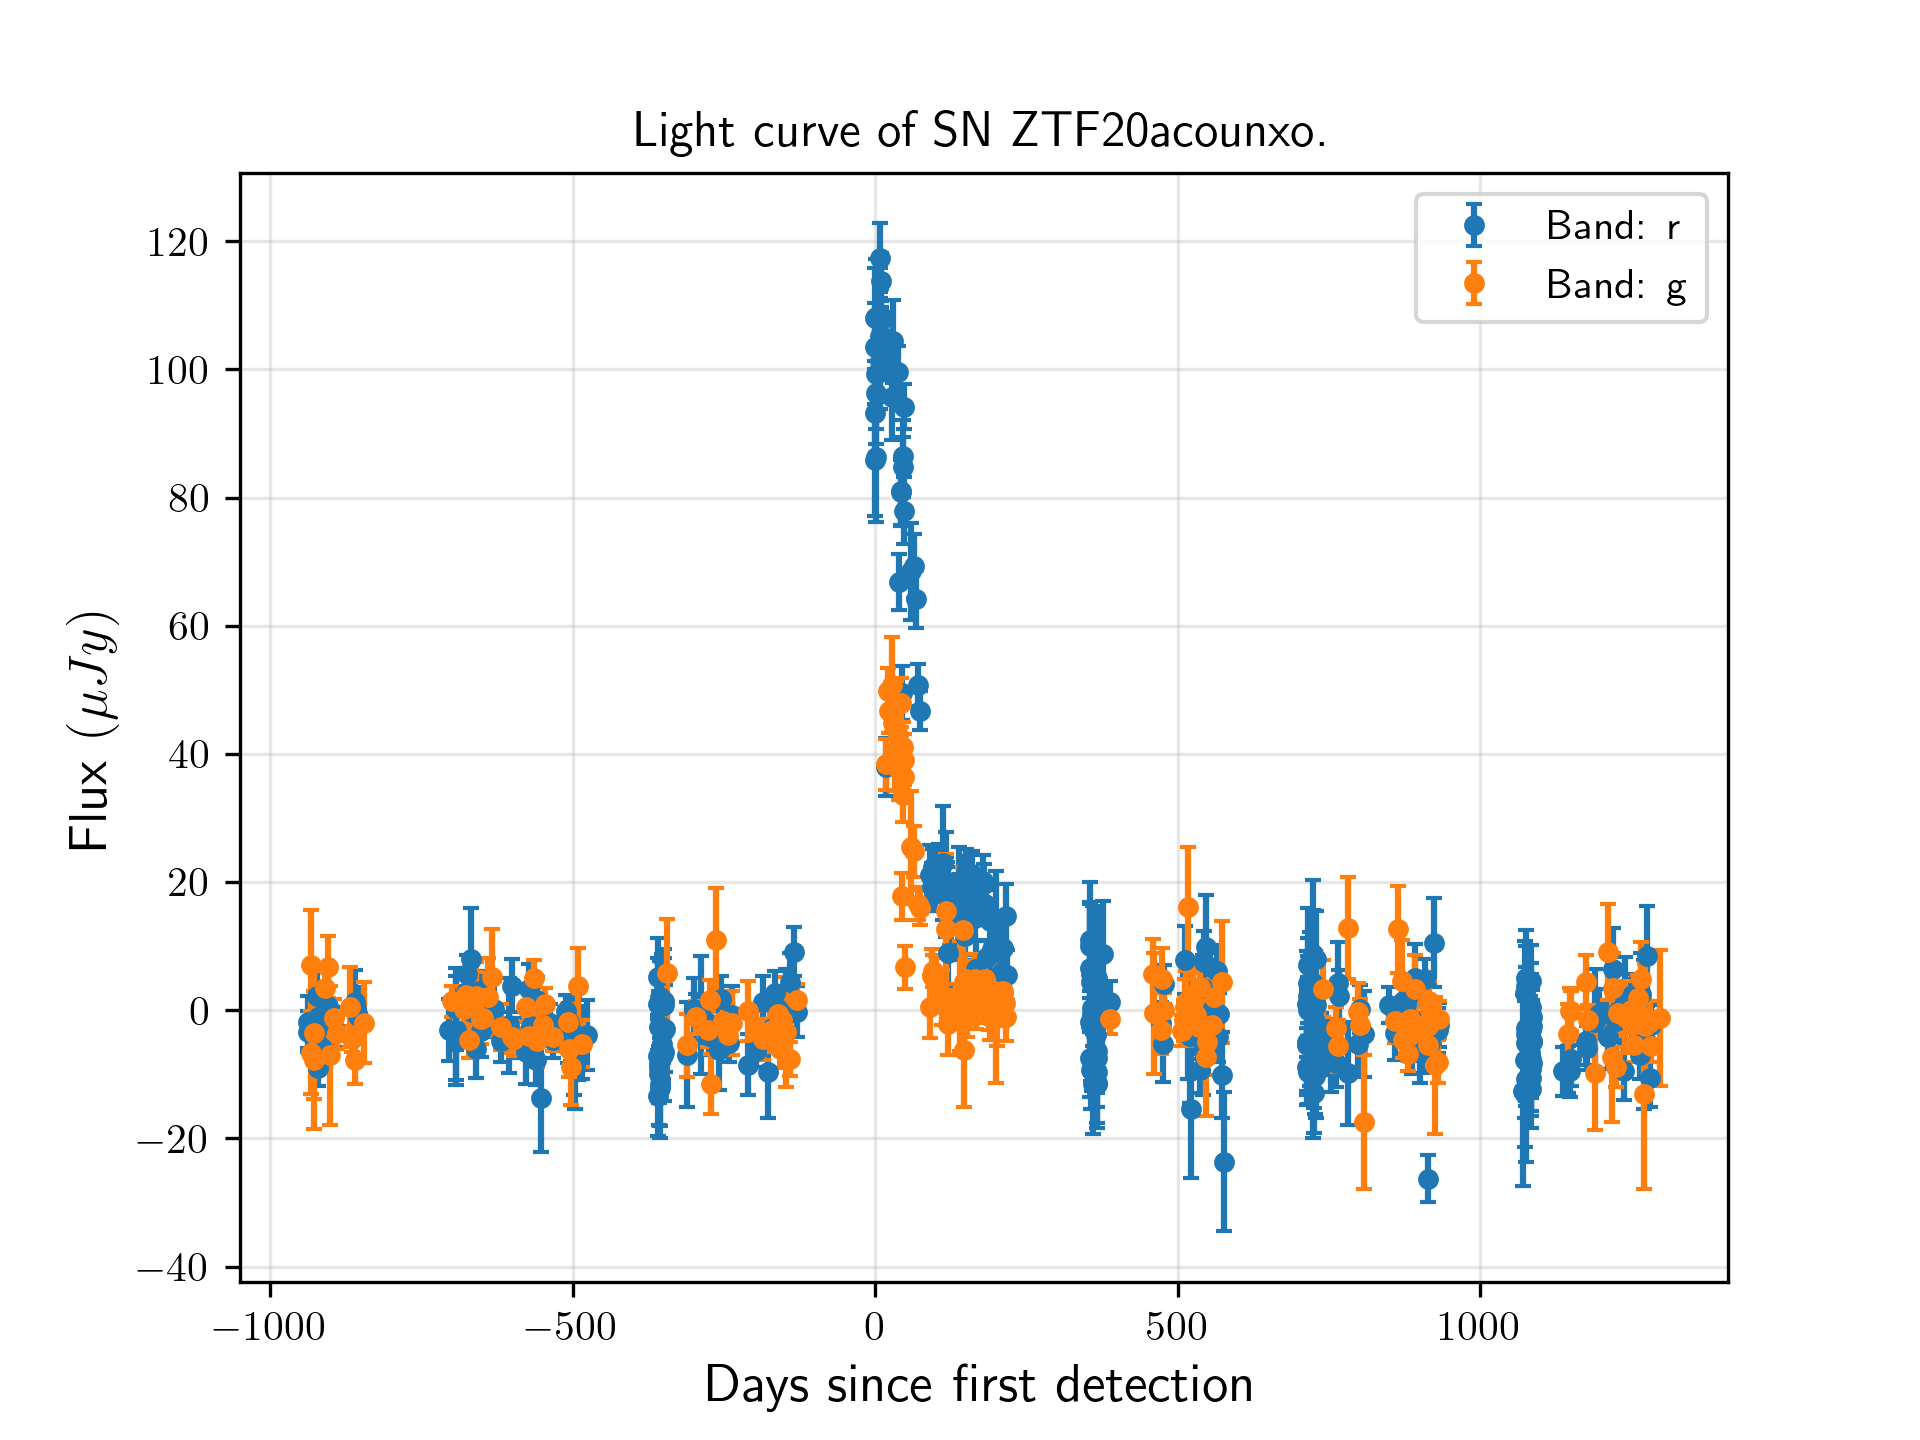 Light curve of SN ZTF20acounxo.
Band: r
Band: g
120
100
80
60
40
20
0
−20
−40
Flux (μJy)
−1000
−500
0
500
1000
Days since first detection